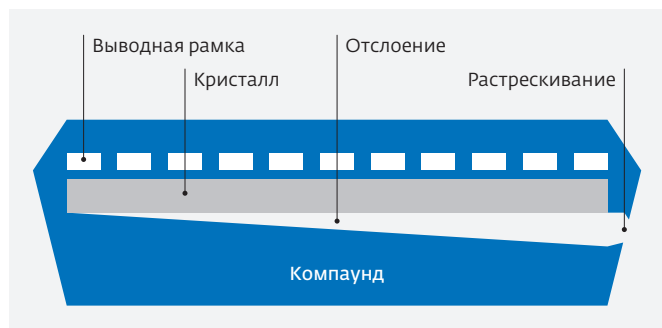 Выводная рамка
Отслоение
Кристалл
Растрескивание
Компаунд